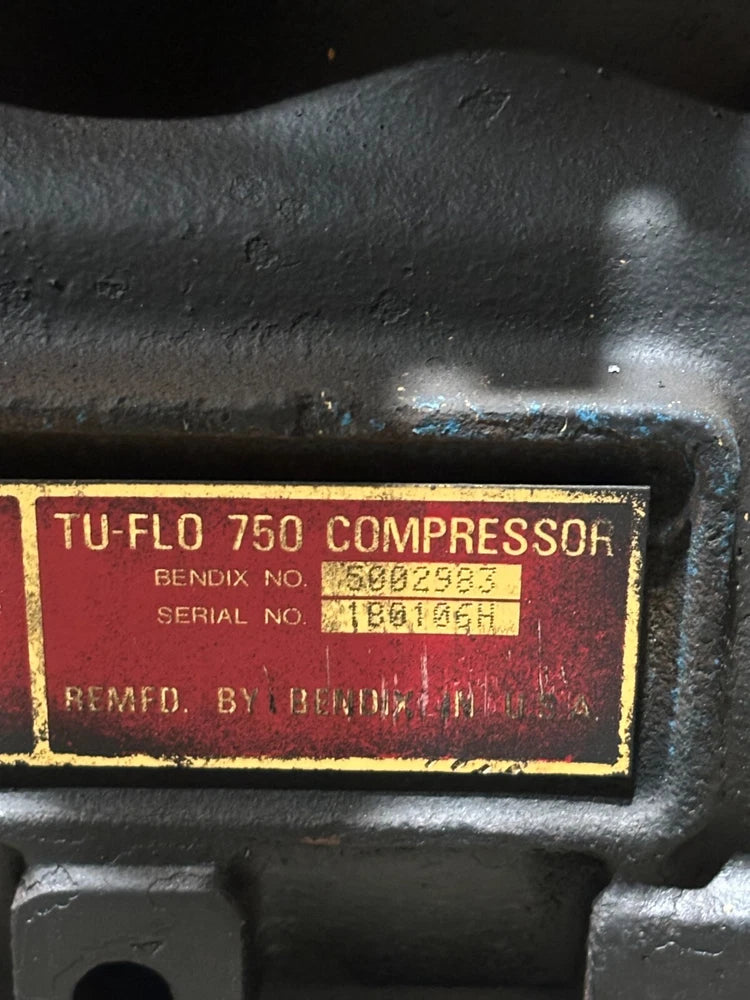 TU-FLO 750 COMPRESSOR
BENDIX NO. 5002983
SERIAL NO. 1B0106H
REMFD. BY BENDIX IN U.S.A.